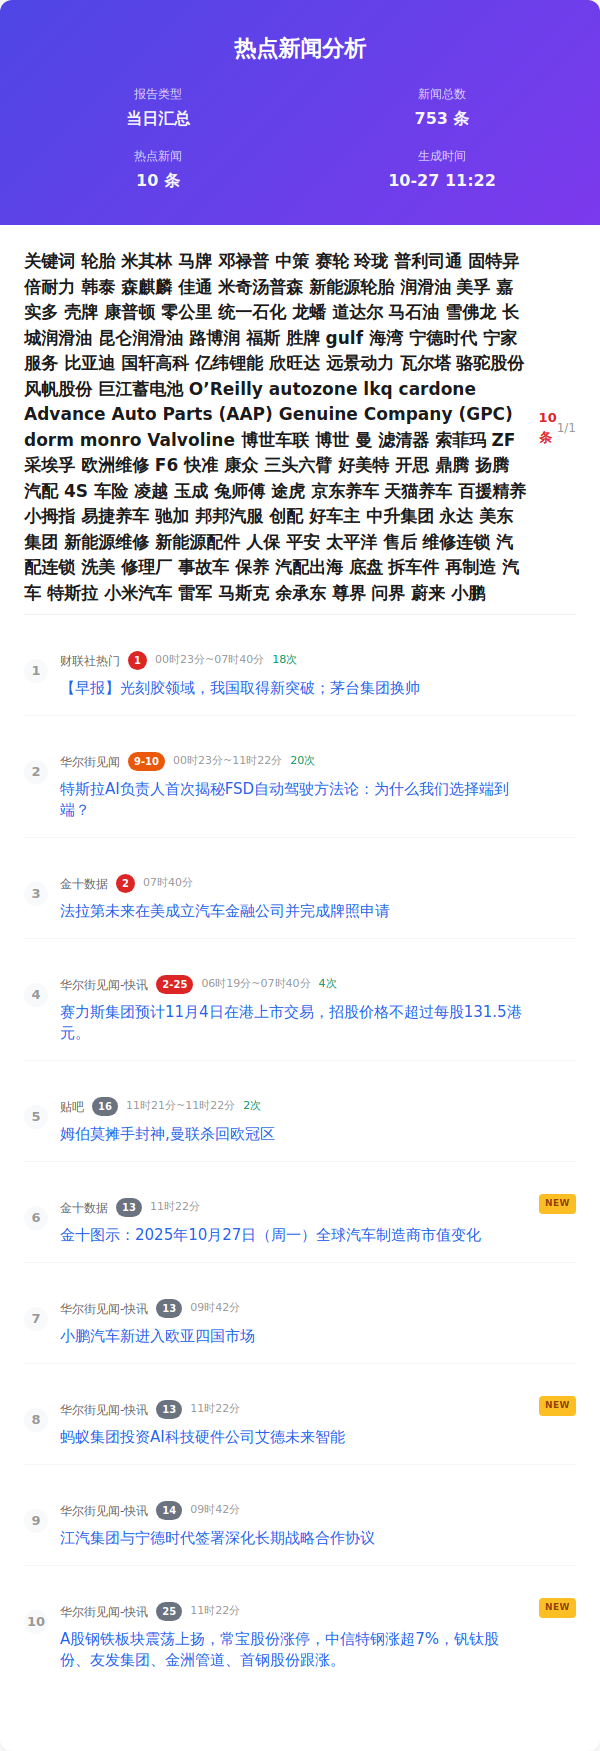 热点新闻分析
报告类型
新闻总数
当日汇总
753 条
热点新闻
生成时间
10 条
10-27 11:22
关键词 轮胎 米其林 马牌 邓禄普 中策 赛轮 玲珑 普利司通 固特异
倍耐力 韩泰 森麒麟 佳通 米奇汤普森 新能源轮胎 润滑油 美孚 嘉
实多 壳牌 康普顿 零公里 统一石化 龙蟠 道达尔 马石油 雪佛龙 长
城润滑油 昆仑润滑油 路博润 福斯 胜牌 gulf 海湾 宁德时代 宁家
服务 比亚迪 国轩高科 亿纬锂能 欣旺达 远景动力 瓦尔塔 骆驼股份
风帆股份 巨江蓄电池 O’Reilly autozone lkq cardone
Advance Auto Parts (AAP) Genuine Company (GPC)
dorm monro Valvoline 博世车联 博世 曼 滤清器 索菲玛 ZF
采埃孚 欧洲维修 F6 快准 康众 三头六臂 好美特 开思 鼎腾 扬腾
汽配 4S 车险 凌越 玉成 兔师傅 途虎 京东养车 天猫养车 百援精养
小拇指 易捷养车 驰加 邦邦汽服 创配 好车主 中升集团 永达 美东
集团 新能源维修 新能源配件 人保 平安 太平洋 售后 维修连锁 汽
配连锁 洗美 修理厂 事故车 保养 汽配出海 底盘 拆车件 再制造 汽
车 特斯拉 小米汽车 雷军 马斯克 余承东 尊界 问界 蔚来 小鹏
10
条
1/1
1
财联社热门 1 00时23分~07时40分 18次
【早报】光刻胶领域，我国取得新突破；茅台集团换帅
2
华尔街见闻 9-10 00时23分~11时22分 20次
特斯拉AI负责人首次揭秘FSD自动驾驶方法论：为什么我们选择端到
端？
3
金十数据 2 07时40分
法拉第未来在美成立汽车金融公司并完成牌照申请
4
华尔街见闻-快讯 2-25 06时19分~07时40分 4次
赛力斯集团预计11月4日在港上市交易，招股价格不超过每股131.5港
元。
5
贴吧 16 11时21分~11时22分 2次
姆伯莫摊手封神,曼联杀回欧冠区
6
金十数据 13 11时22分 NEW
金十图示：2025年10月27日（周一）全球汽车制造商市值变化
7
华尔街见闻-快讯 13 09时42分
小鹏汽车新进入欧亚四国市场
8
华尔街见闻-快讯 13 11时22分 NEW
蚂蚁集团投资AI科技硬件公司艾德未来智能
9
华尔街见闻-快讯 14 09时42分
江汽集团与宁德时代签署深化长期战略合作协议
10
华尔街见闻-快讯 25 11时22分 NEW
A股钢铁板块震荡上扬，常宝股份涨停，中信特钢涨超7%，钒钛股
份、友发集团、金洲管道、首钢股份跟涨。